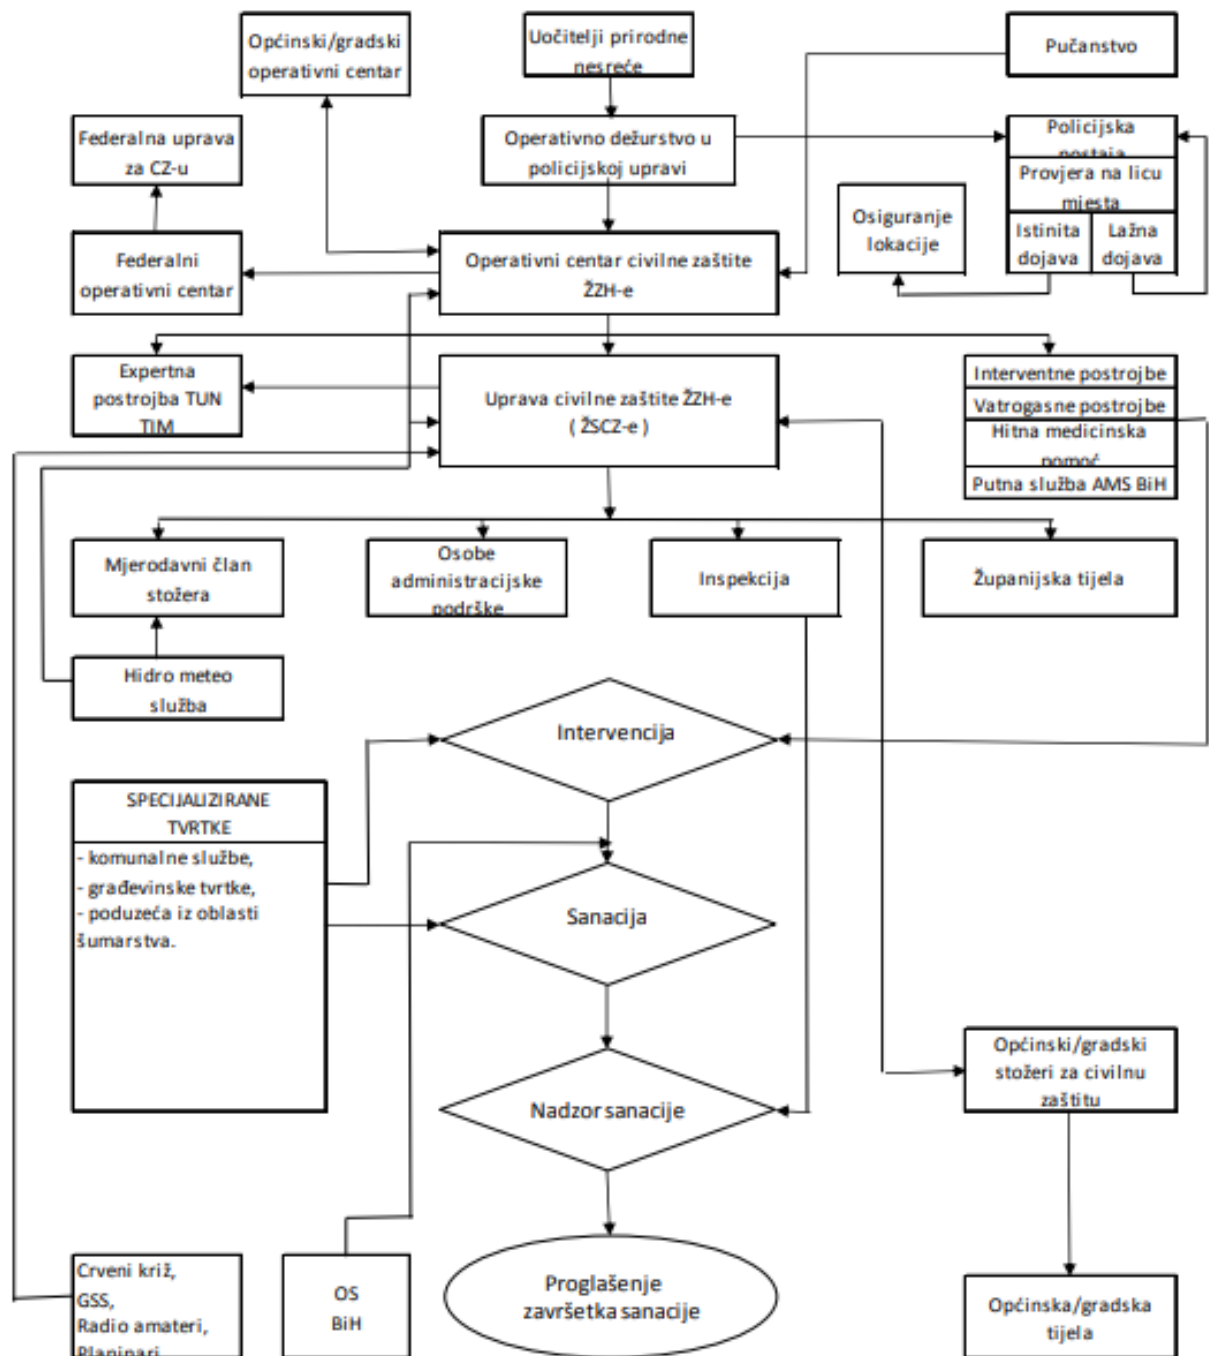 Općinski/gradski
operativni centar
Uočitelji prirodne
nesreće
Pučanstvo
Federalna uprava
za CZ-u
Operativno dežurstvo u
policijskoj upravi
Policijska
postaja
Provjera na licu
mjesta
Istinita
dojava
Lažna
dojava
Osiguranje
lokacije
Federalni
operativni centar
Operativni centar civilne zaštite
ŽZH-e
Expertna
postrojba TUN
TIM
Uprava civilne zaštite ŽZH-e
( ŽSCZ-e )
Interventne postrojbe
Vatrogasne postrojbe
Hitna medicinska
pomoć
Putna služba AMS BiH
Mjerodavni član
stožera
Osobe
administracijske
podrške
Inspekcija
Županijska tijela
Hidro meteo
služba
Intervencija
SPECIJALIZIRANE
TVRTKE
- komunalne službe,
- građevinske tvrtke,
- poduzeća iz oblasti
šumarstva.
Sanacija
Nadzor sanacije
Općinski/gradski
stožeri za civilnu
zaštitu
Crveni križ,
GSS,
Radio amateri,
Planinari
OS
BiH
Proglašenje
završetka sanacije
Općinska/gradska
tijela